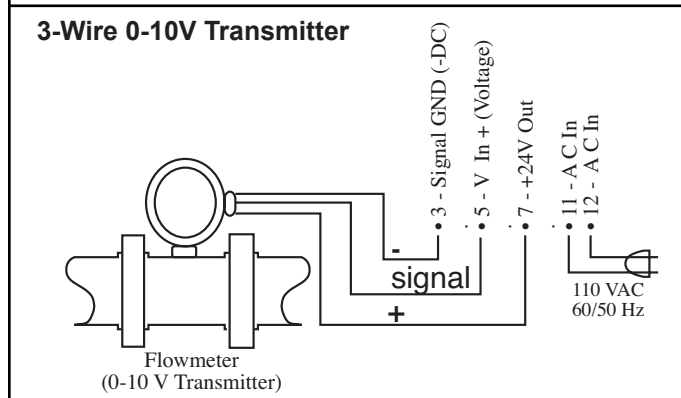 3-Wire 0-10V Transmitter
3 - Signal GND (-DC)
5 - V In + (Voltage)
7 - +24V Out
11 - A C In
12 - A C In
-
signal
+
110 VAC
60/50 Hz
Flowmeter
(0-10 V Transmitter)